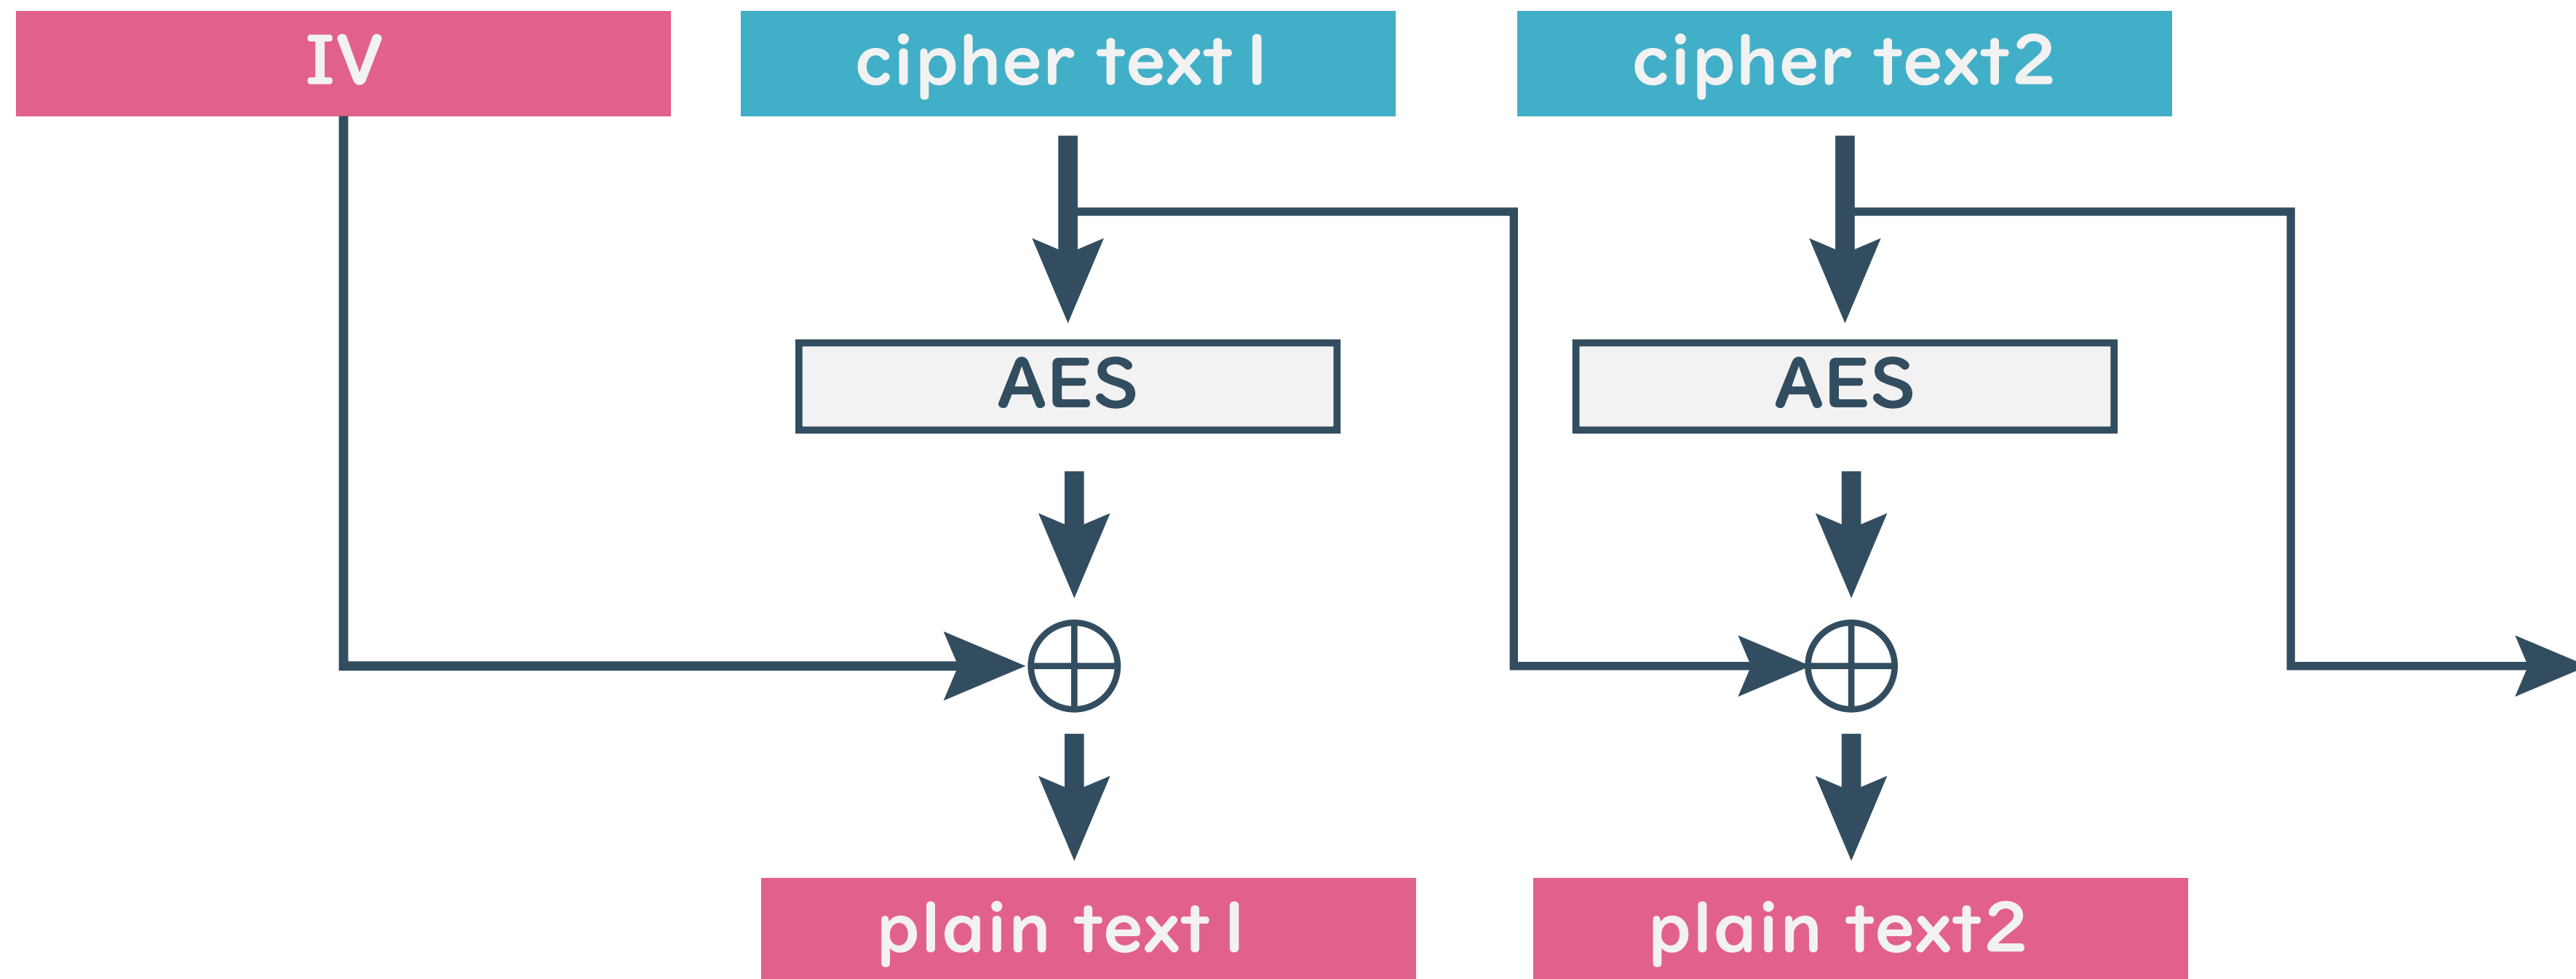 IV
cipher text1
cipher text2
AES
AES
plain text1
plain text2